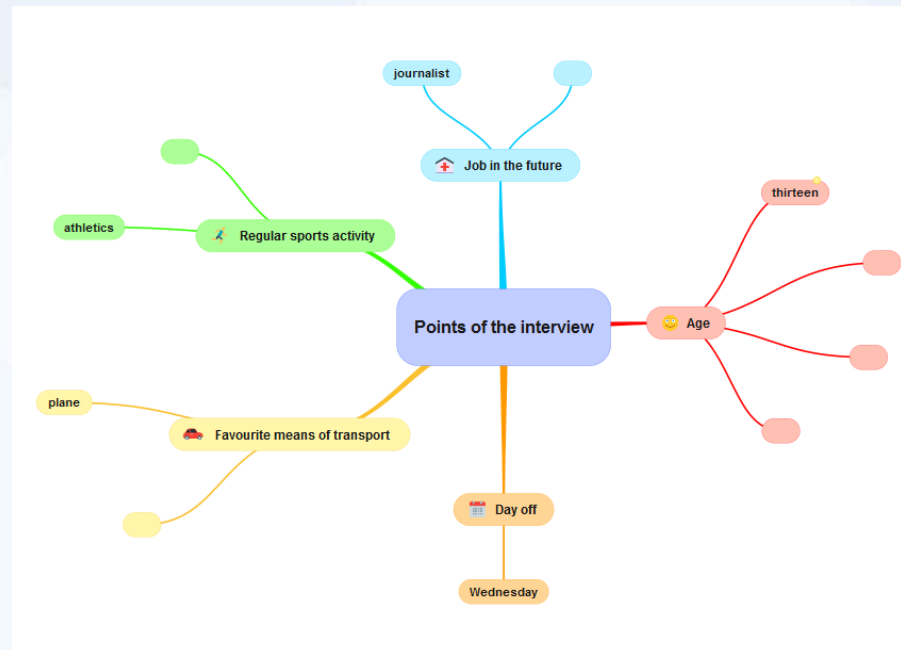 journalist
Job in the future
thirteen
athletics
Regular sports activity
Points of the interview
Age
plane
Favourite means of transport
Day off
Wednesday